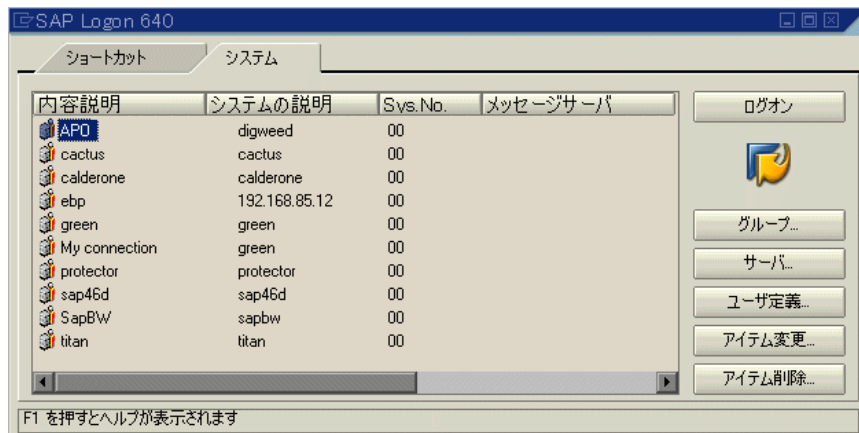 SAP Logon 640
ショートカット システム
内容説明 システムの説明 Sys.No. メッセージサーバ
APO digweed 00
cactus cactus 00
calderone calderone 00
ebp 192.168.85.12 00
green green 00
My connection green 00
protector protector 00
sap46d sap46d 00
SapBW sapbw 00
titan titan 00
ログオン
グループ...
サーバ...
ユーザ定義...
アイテム変更...
アイテム削除...
F1 を押すとヘルプが表示されます